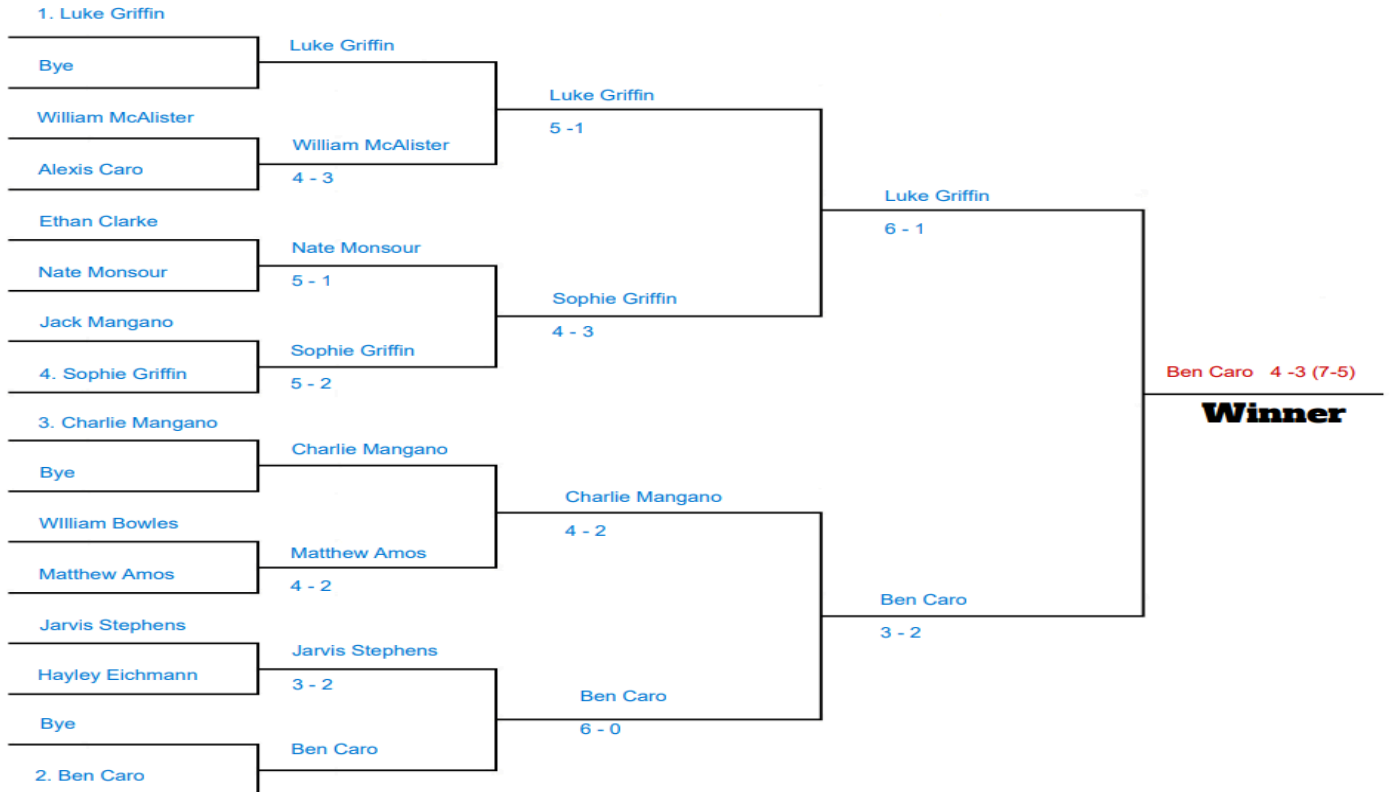 1. Luke Griffin
Bye
William McAlister
Alexis Caro
Ethan Clarke
Nate Monsour
Jack Mangano
4. Sophie Griffin
3. Charlie Mangano
Bye
WIlliam Bowles
Matthew Amos
Jarvis Stephens
Hayley Eichmann
Bye
2. Ben Caro
Luke Griffin
William McAlister
4 - 3
Nate Monsour
5 - 1
Sophie Griffin
5 - 2
Charlie Mangano
Matthew Amos
4 - 2
Jarvis Stephens
3 - 2
Ben Caro
Luke Griffin
5 -1
Sophie Griffin
4 - 3
Charlie Mangano
4 - 2
Ben Caro
6 - 0
Luke Griffin
6 - 1
Ben Caro
3 - 2
Ben Caro 4 -3 (7-5)
Winner